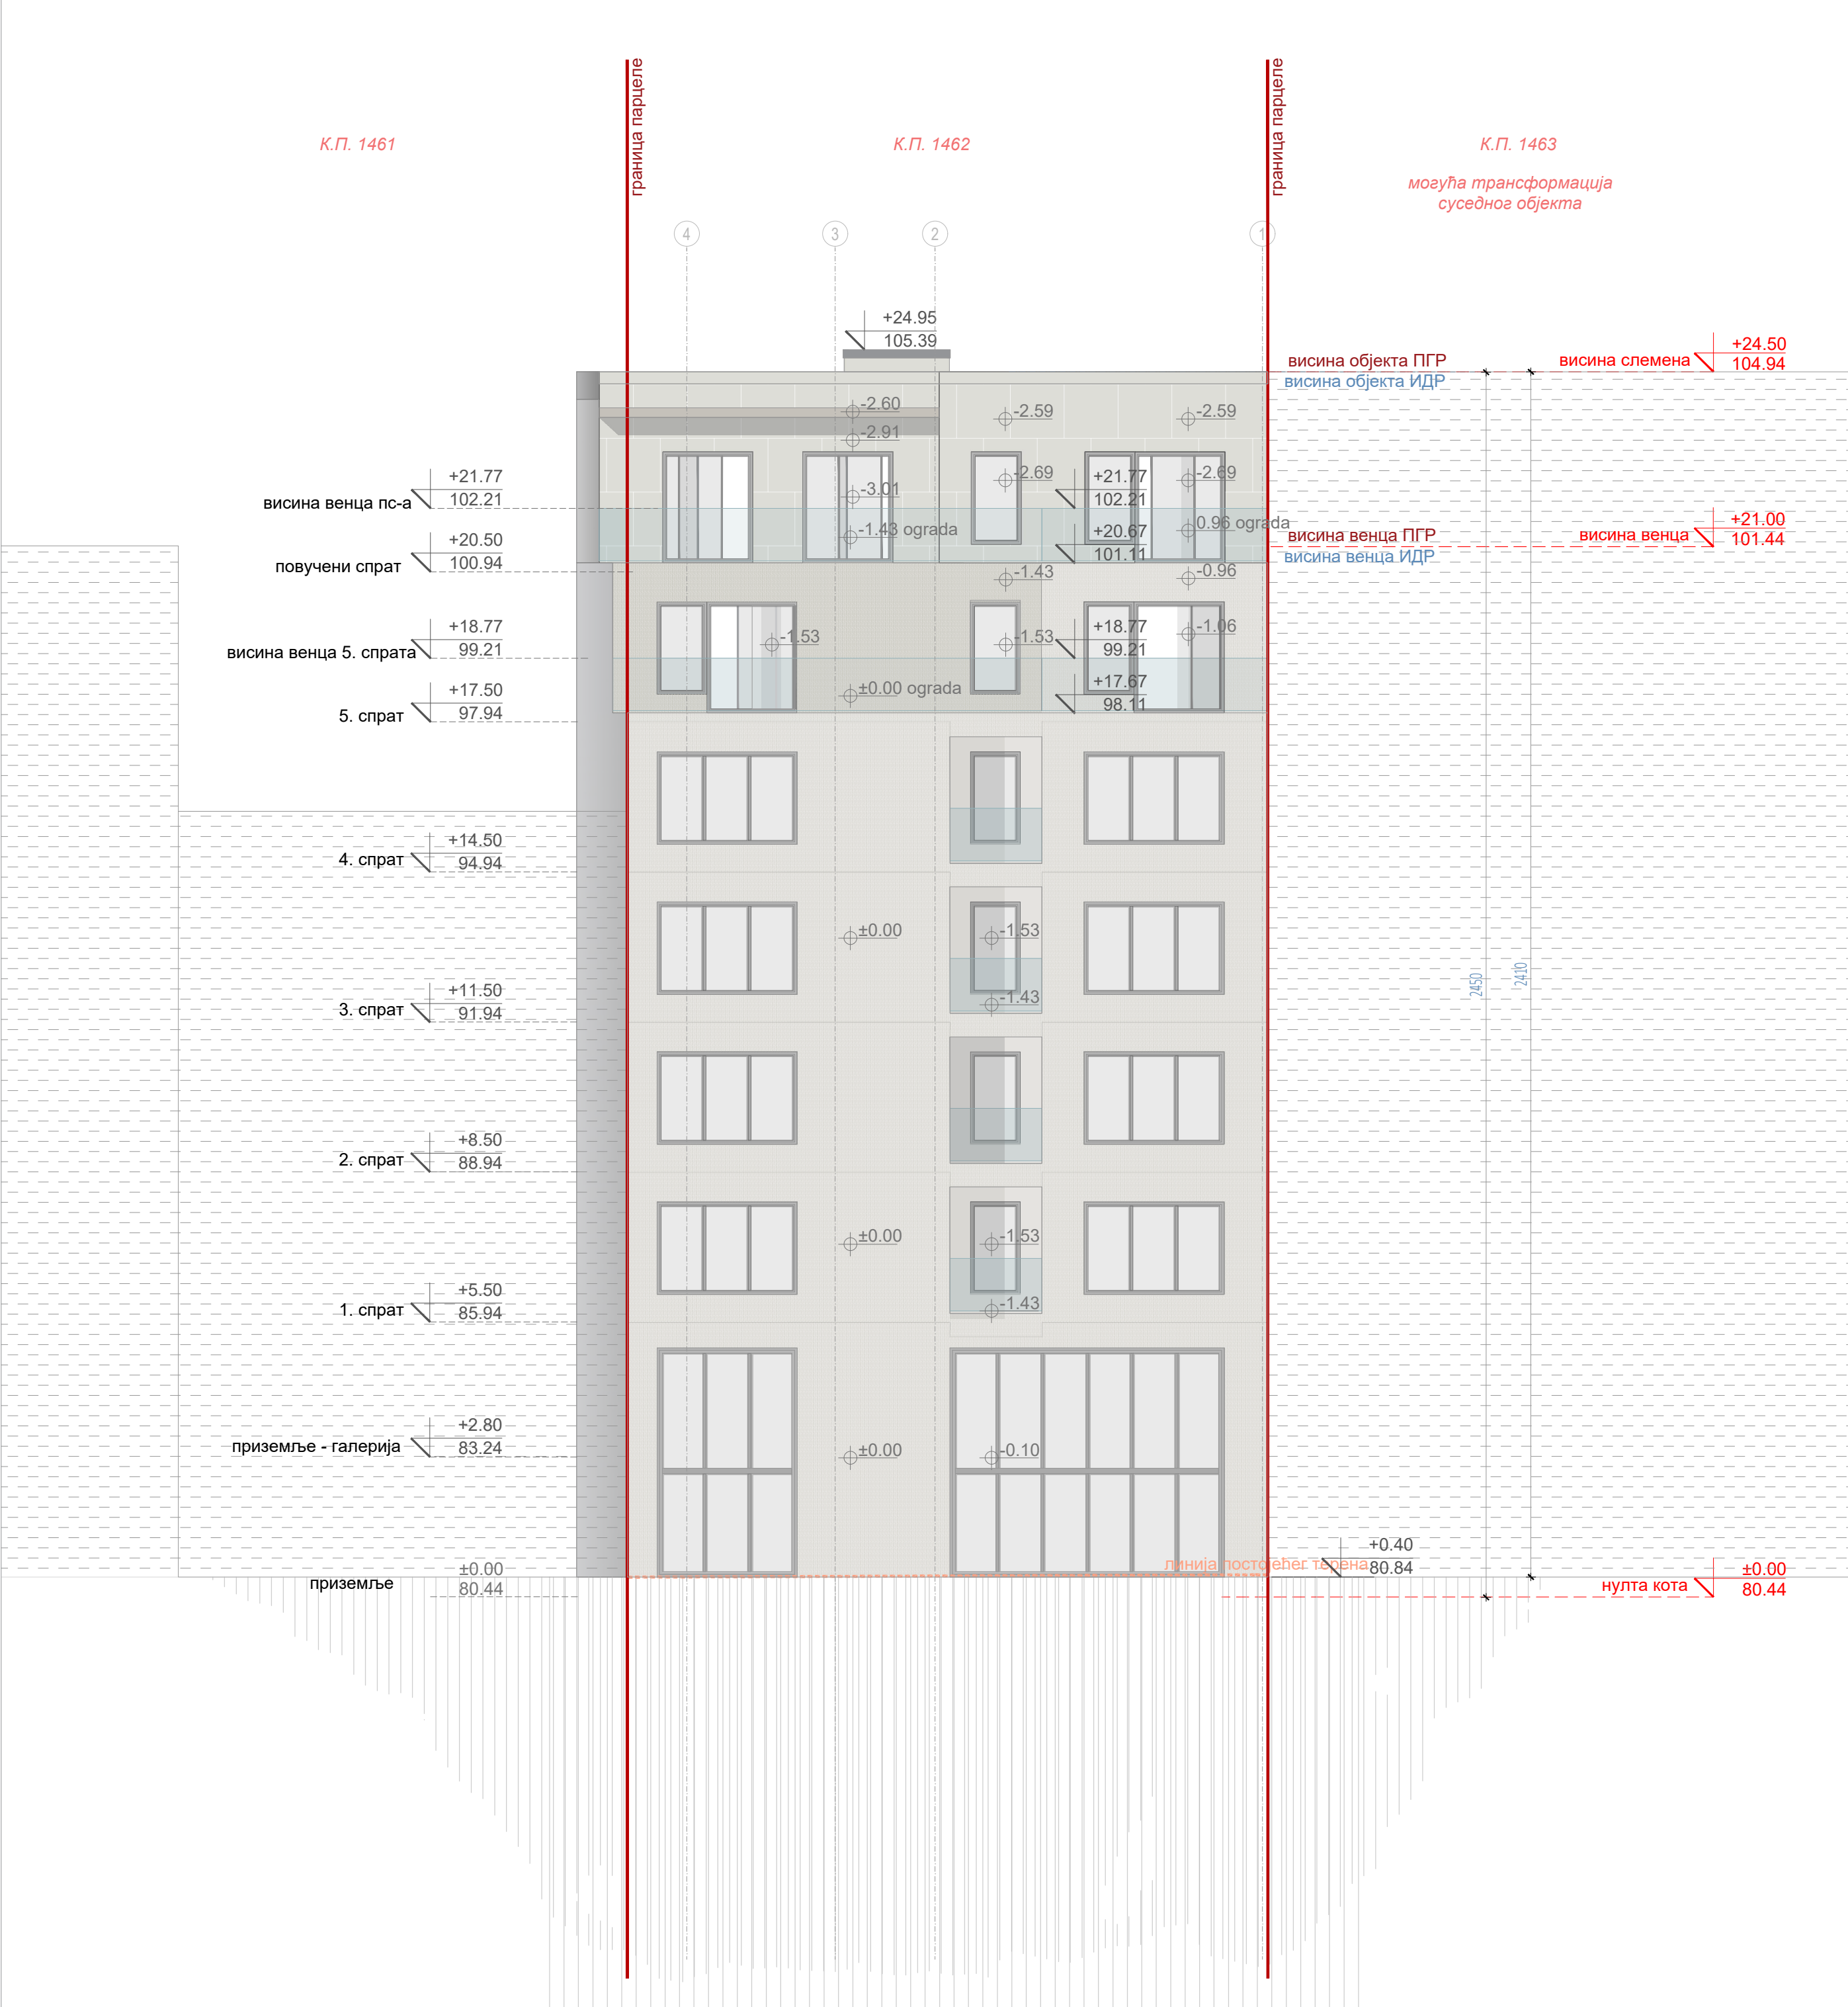 граница парцеле
граница парцеле
К.П. 1461
К.П. 1462
К.П. 1463
могућа трансформација
суседног објекта
4
3
2
1
+24.95
105.39
висина објекта ПГР
висина објекта ИДР
висина слемена
+24.50
104.94
-2.60
-2.59
-2.59
-2.91
+21.77
102.21
висина венца пс-а
-3.01
-2.69
+21.77
102.21
-2.69
-1.43 ograda
0.96 ograda
+20.67
101.11
висина венца ПГР
висина венца ИДР
висина венца
+21.00
101.44
+20.50
100.94
повучени спрат
-1.43
-0.96
+18.77
99.21
висина венца 5. спрата
-1.53
-1.53
+18.77
99.21
-1.06
+17.50
97.94
5. спрат
±0.00 ograda
+17.67
98.11
+14.50
94.94
4. спрат
±0.00
-1.53
-1.43
2450
2410
+11.50
91.94
3. спрат
+8.50
88.94
2. спрат
±0.00
-1.53
-1.43
+5.50
85.94
1. спрат
+2.80
83.24
приземље - галерија
±0.00
-0.10
линија постојећег терена
+0.40
80.84
±0.00
80.44
приземље
нулта кота
±0.00
80.44